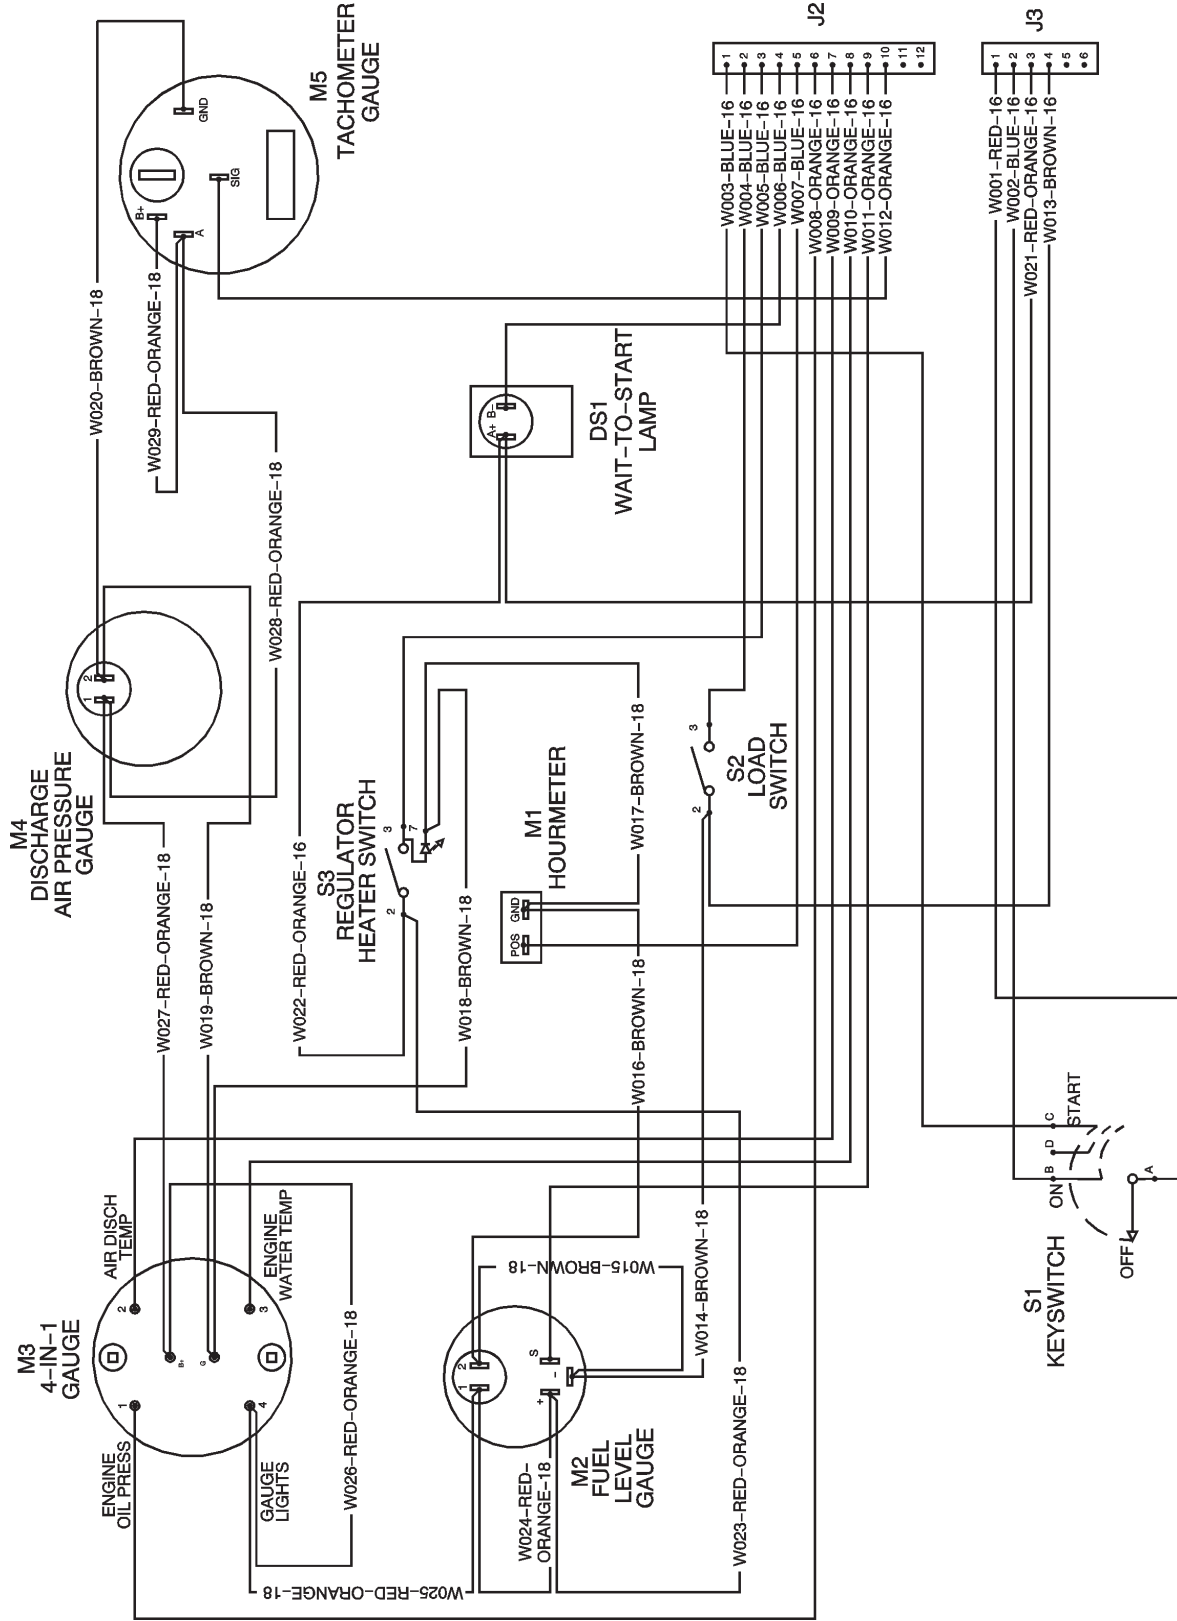 M5
TACHOMETER
GAUGE
GND
SIG
B+
A
W020-BROWN-18
W029-RED-ORANGE-18
W028-RED-ORANGE-18
J2
1
2
3
4
5
6
7
8
9
10
11
12
W003-BLUE-16
W004-BLUE-16
W005-BLUE-16
W006-BLUE-16
W007-BLUE-16
W008-ORANGE-16
W009-ORANGE-16
W010-ORANGE-16
W011-ORANGE-16
W012-ORANGE-16
J3
1
2
3
4
5
6
W001-RED-16
W002-BLUE-16
W021-RED-ORANGE-16
W013-BROWN-16
A+
B-
DS1
WAIT-TO-START
LAMP
M4
DISCHARGE
AIR PRESSURE
GAUGE
1
2
W027-RED-ORANGE-18
W019-BROWN-18
W022-RED-ORANGE-16
S3
REGULATOR
HEATER SWITCH
2
3
7
W018-BROWN-18
M1
HOURMETER
POS
GND
W017-BROWN-18
W016-BROWN-18
S2
LOAD
SWITCH
2
3
M3
4-IN-1
GAUGE
AIR DISCH
TEMP
ENGINE
WATER TEMP
ENGINE
OIL PRESS
GAUGE
LIGHTS
1
2
3
4
B+
G
W026-RED-ORANGE-18
W025-RED-ORANGE-18
W015-BROWN-18
W014-BROWN-18
1
2
S
-
+
M2
FUEL
LEVEL
GAUGE
W024-RED-
ORANGE-18
W023-RED-ORANGE-18
S1
KEYSWITCH
OFF
ON
START
A
B
D
C